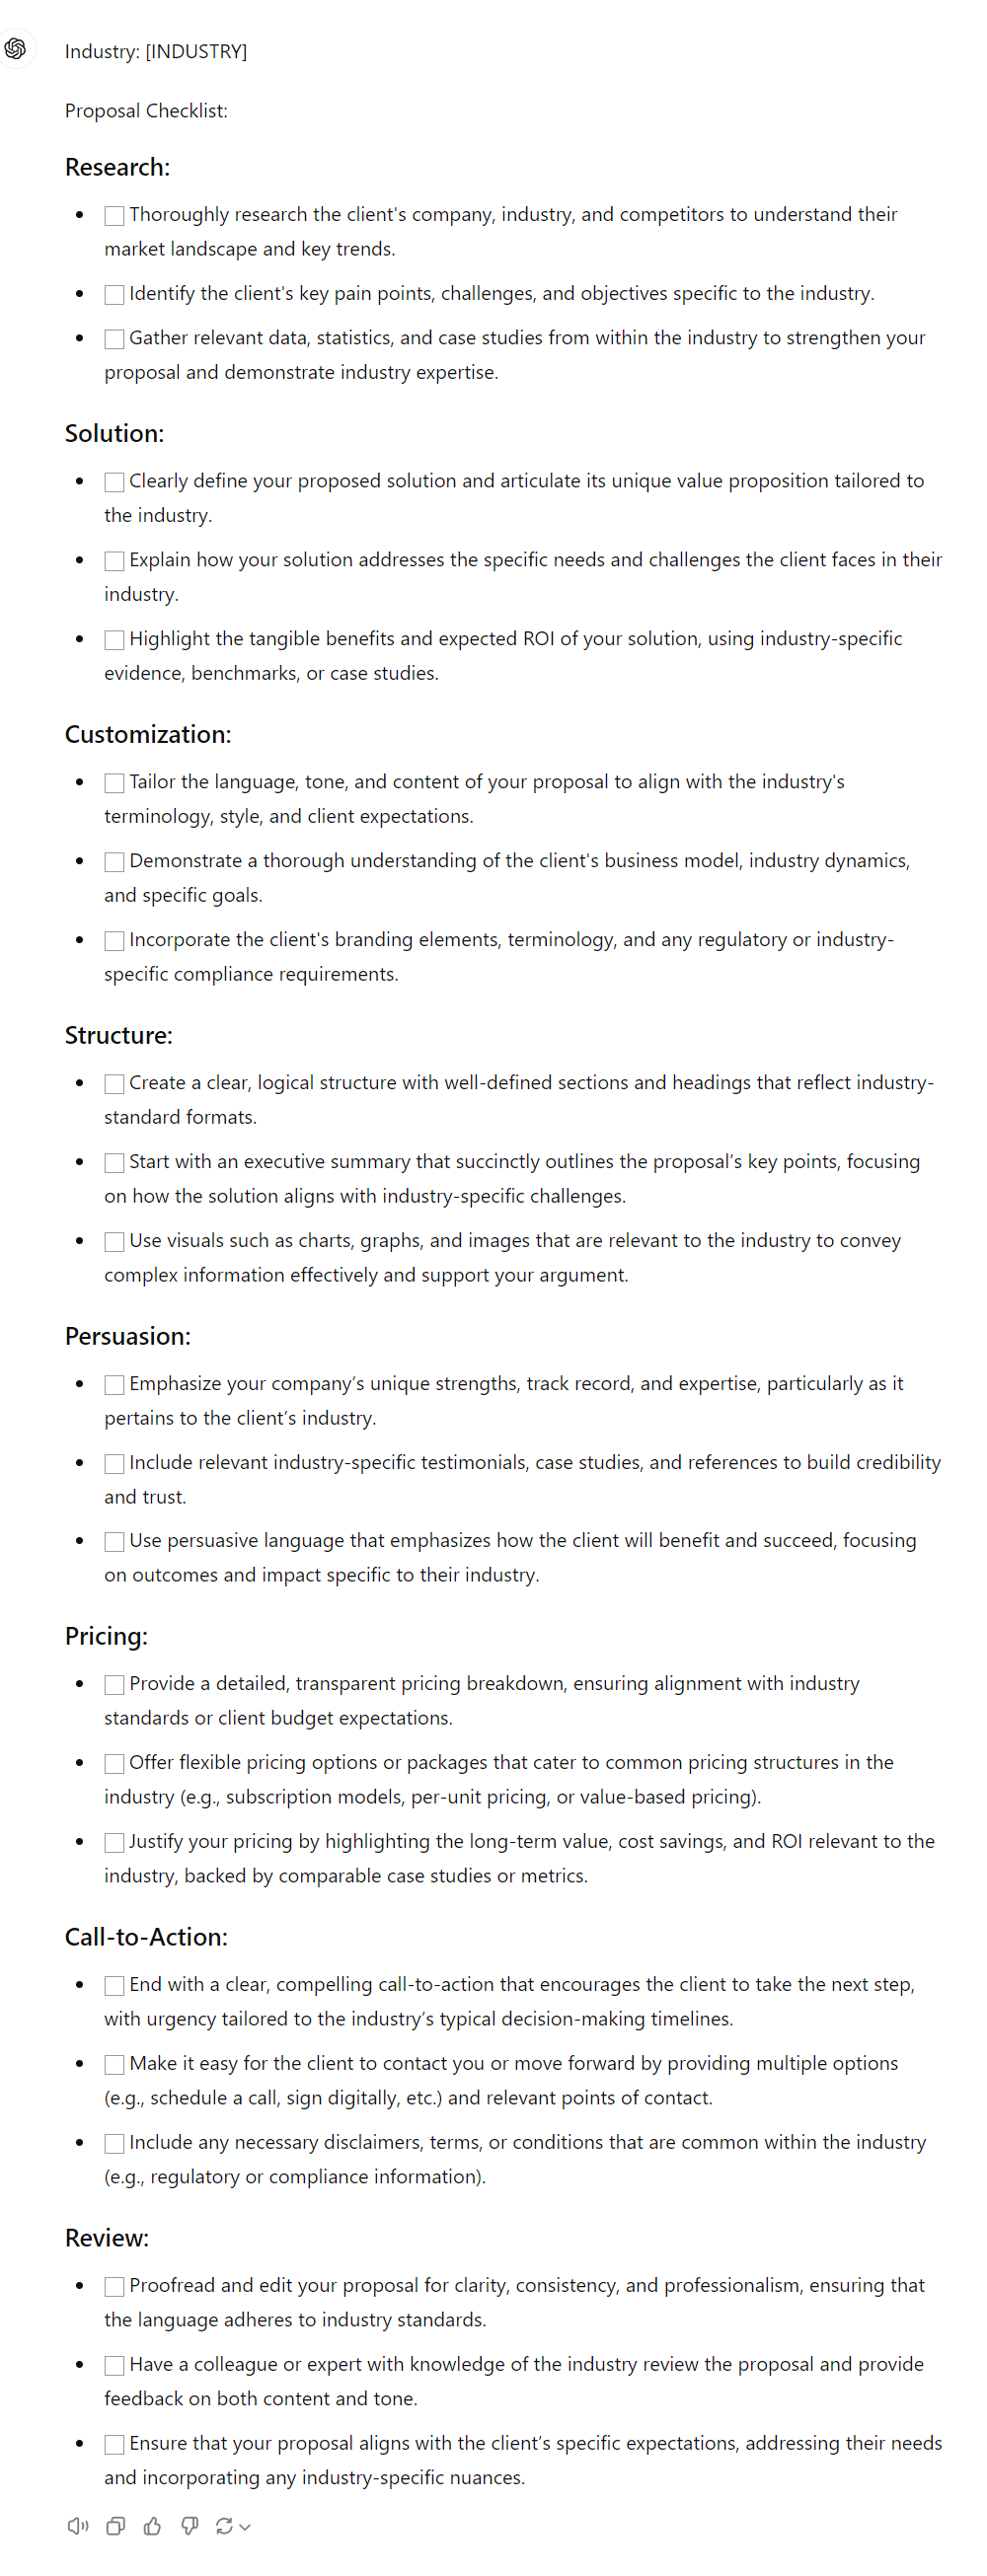 Industry: [INDUSTRY]
Proposal Checklist:
Research:
Thoroughly research the client's company, industry, and competitors to understand their
market landscape and key trends.
Identify the client's key pain points, challenges, and objectives specific to the industry.
Gather relevant data, statistics, and case studies from within the industry to strengthen your
proposal and demonstrate industry expertise.
Solution:
Clearly define your proposed solution and articulate its unique value proposition tailored to
the industry.
Explain how your solution addresses the specific needs and challenges the client faces in their
industry.
Highlight the tangible benefits and expected ROI of your solution, using industry-specific
evidence, benchmarks, or case studies.
Customization:
Tailor the language, tone, and content of your proposal to align with the industry's
terminology, style, and client expectations.
Demonstrate a thorough understanding of the client's business model, industry dynamics,
and specific goals.
Incorporate the client's branding elements, terminology, and any regulatory or industry-
specific compliance requirements.
Structure:
Create a clear, logical structure with well-defined sections and headings that reflect industry-
standard formats.
Start with an executive summary that succinctly outlines the proposal’s key points, focusing
on how the solution aligns with industry-specific challenges.
Use visuals such as charts, graphs, and images that are relevant to the industry to convey
complex information effectively and support your argument.
Persuasion:
Emphasize your company’s unique strengths, track record, and expertise, particularly as it
pertains to the client’s industry.
Include relevant industry-specific testimonials, case studies, and references to build credibility
and trust.
Use persuasive language that emphasizes how the client will benefit and succeed, focusing
on outcomes and impact specific to their industry.
Pricing:
Provide a detailed, transparent pricing breakdown, ensuring alignment with industry
standards or client budget expectations.
Offer flexible pricing options or packages that cater to common pricing structures in the
industry (e.g., subscription models, per-unit pricing, or value-based pricing).
Justify your pricing by highlighting the long-term value, cost savings, and ROI relevant to the
industry, backed by comparable case studies or metrics.
Call-to-Action:
End with a clear, compelling call-to-action that encourages the client to take the next step,
with urgency tailored to the industry’s typical decision-making timelines.
Make it easy for the client to contact you or move forward by providing multiple options
(e.g., schedule a call, sign digitally, etc.) and relevant points of contact.
Include any necessary disclaimers, terms, or conditions that are common within the industry
(e.g., regulatory or compliance information).
Review:
Proofread and edit your proposal for clarity, consistency, and professionalism, ensuring that
the language adheres to industry standards.
Have a colleague or expert with knowledge of the industry review the proposal and provide
feedback on both content and tone.
Ensure that your proposal aligns with the client’s specific expectations, addressing their needs
and incorporating any industry-specific nuances.